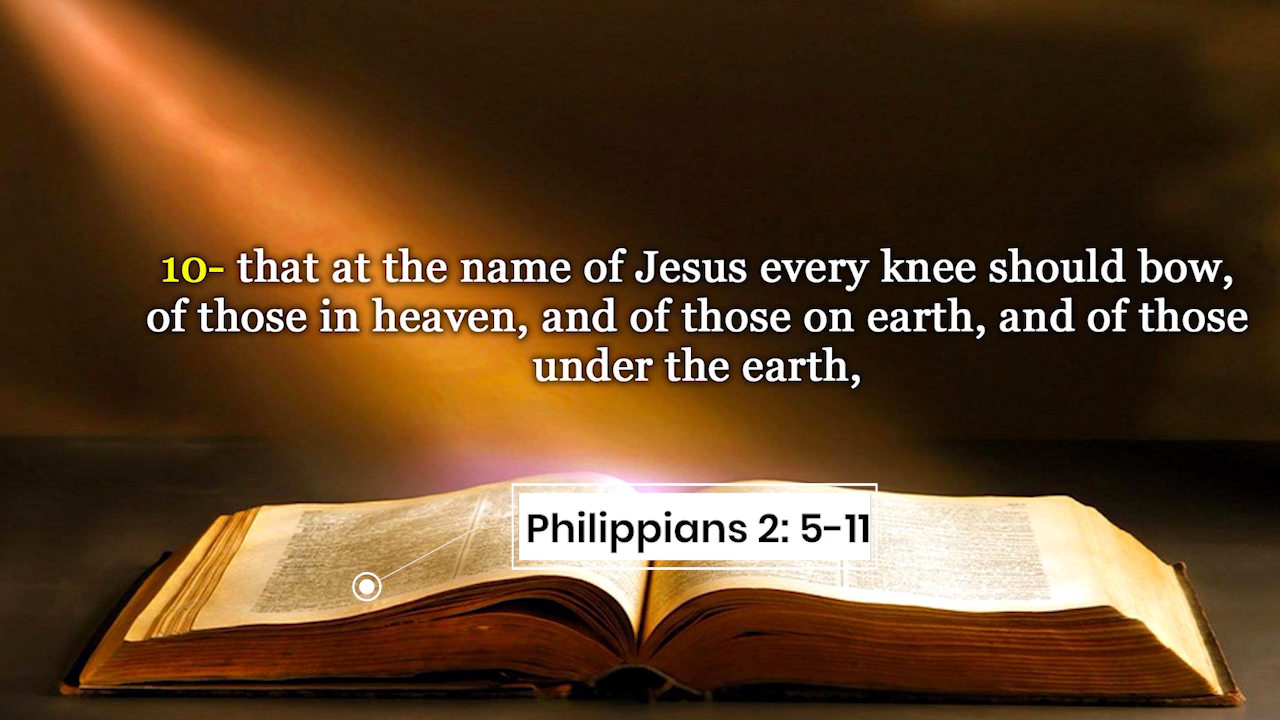 10- that at the name of Jesus every knee should bow,
of those in heaven, and of those on earth, and of those
under the earth,
Philippians 2: 5-11